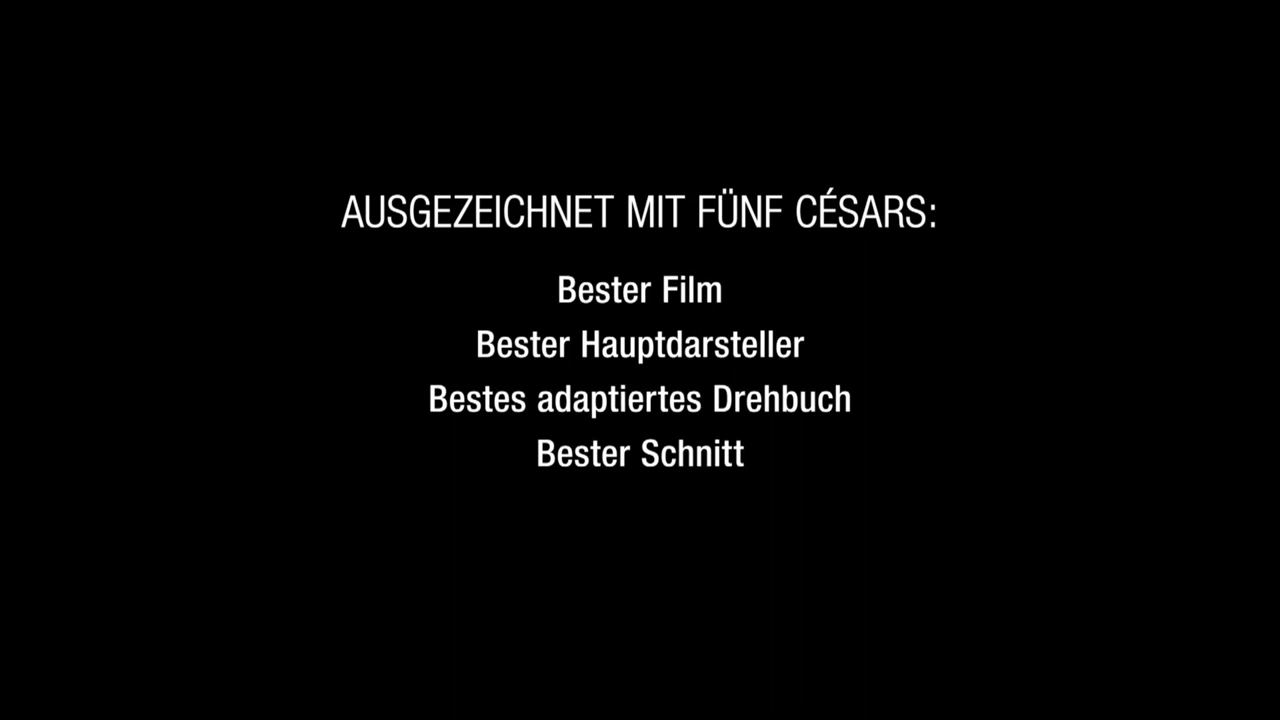 AUSGEZEICHNET MIT FÜNF CÉSARS:
Bester Film
Bester Hauptdarsteller
Bestes adaptiertes Drehbuch
Bester Schnitt